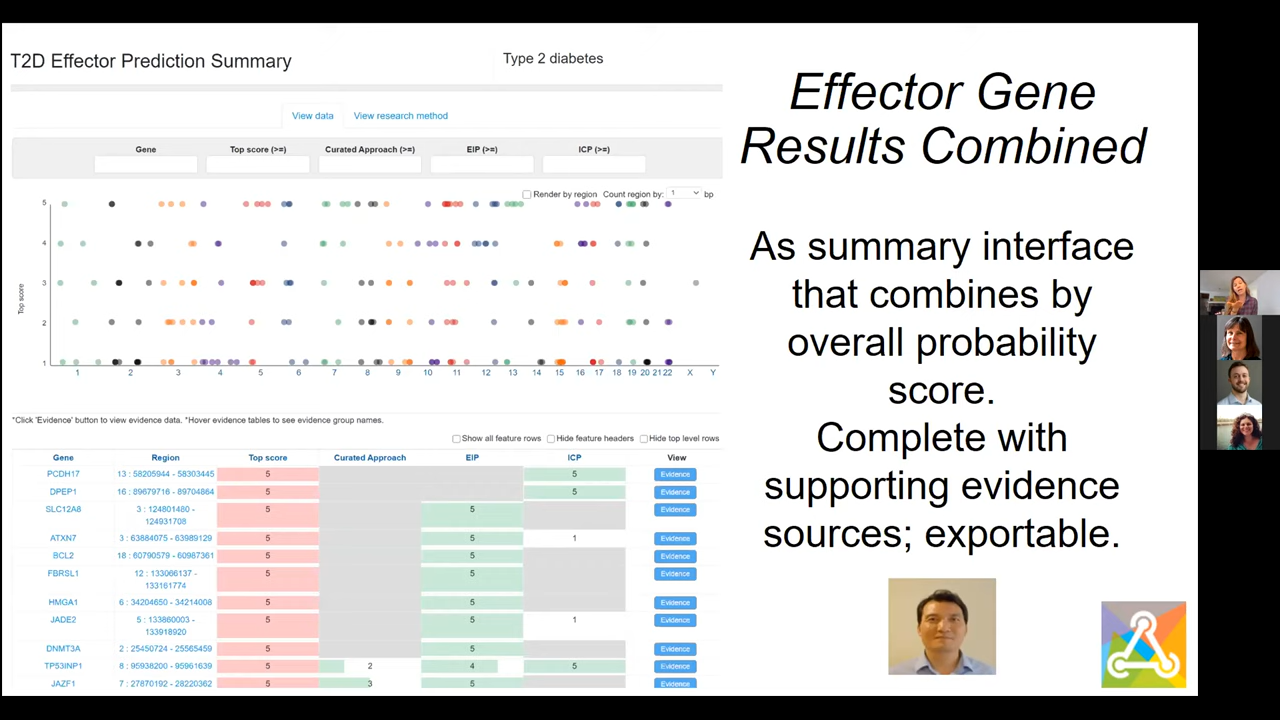 T2D Effector Prediction Summary
Type 2 diabetes
View data
View research method
Gene
Top score (>=)
Curated Approach (>=)
EIP (>=)
ICP (>=)
Render by region
Count region by:
1
bp
5
4
3
2
1
Top score
1 2 3 4 5 6 7 8 9 10 11 12 13 14 15 16 17 18 19 20 21 22 X Y
*Click 'Evidence' button to view evidence data. *Hover evidence tables to see evidence group names.
Show all feature rows
Hide feature headers
Hide top level rows
Gene Region Top score Curated Approach EIP ICP View
PCDH17 13 : 58205944 - 58303445 5 5 Evidence
DPEP1 16 : 89679716 - 89704864 5 5 Evidence
SLC12A8 3 : 124801480 - 5 5 Evidence
124931708
ATXN7 3 : 63884075 - 63989129 5 5 1 Evidence
BCL2 18 : 60790579 - 60987361 5 5 Evidence
FBRSL1 12 : 133066137 - 5 5 Evidence
133161774
HMGA1 6 : 34204650 - 34214008 5 5 Evidence
JADE2 5 : 133860003 - 5 5 1 Evidence
133918920
DNMT3A 2 : 25450724 - 25565459 5 5 Evidence
TP53INP1 8 : 95938200 - 95961639 5 2 4 5 Evidence
JAZF1 7 : 27870192 - 28220362 5 3 5 Evidence
Effector Gene
Results Combined
As summary interface
that combines by
overall probability
score.
Complete with
supporting evidence
sources; exportable.